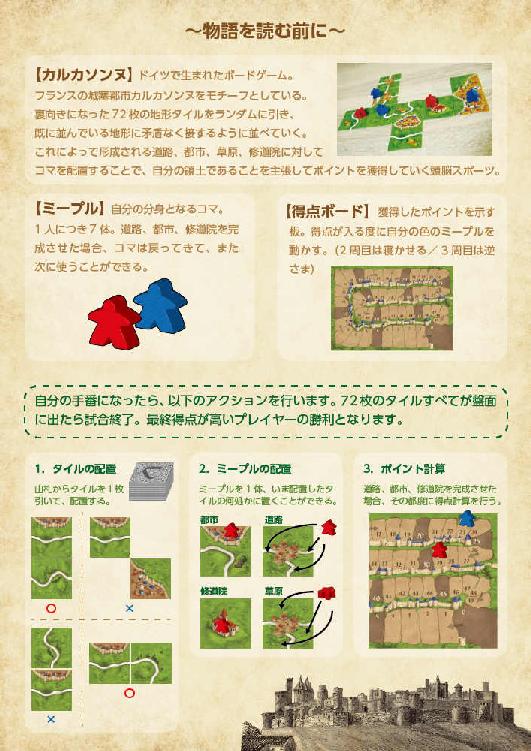 ～物語を読む前に～
【カルカソンヌ】ドイツで生まれたボードゲーム。
フランスの城塞都市カルカソンヌをモチーフとしている。
裏向きになった72枚の地形タイルをランダムに引き、
既に並んでいる地形に矛盾なく接するように並べていく。
これによって形成される道路、都市、草原、修道院に対して
コマを配置することで、自分の領土であることを主張してポイントを獲得していく頭脳スポーツ。
【ミープル】自分の分身となるコマ。
1人につき7体。道路、都市、修道院を完
成させた場合、コマは戻ってきて、また
次に使うことができる。
【得点ボード】獲得したポイントを示す
板。得点が入る度に自分の色のミープルを
動かす。(2周目は寝かせる／3周目は逆
さま)
自分の手番になったら、以下のアクションを行います。72枚のタイルすべてが盤面
に出たら試合終了。最終得点が高いプレイヤーの勝利となります。
1. タイルの配置
山札からタイルを1枚
引いて、配置する。
2. ミープルの配置
ミープルを1体、いま配置したタ
イルの何処かに置くことができる。
都市
道路
修道院
草原
3. ポイント計算
道路、都市、修道院を完成させた
場合、その都度に得点計算を行う。